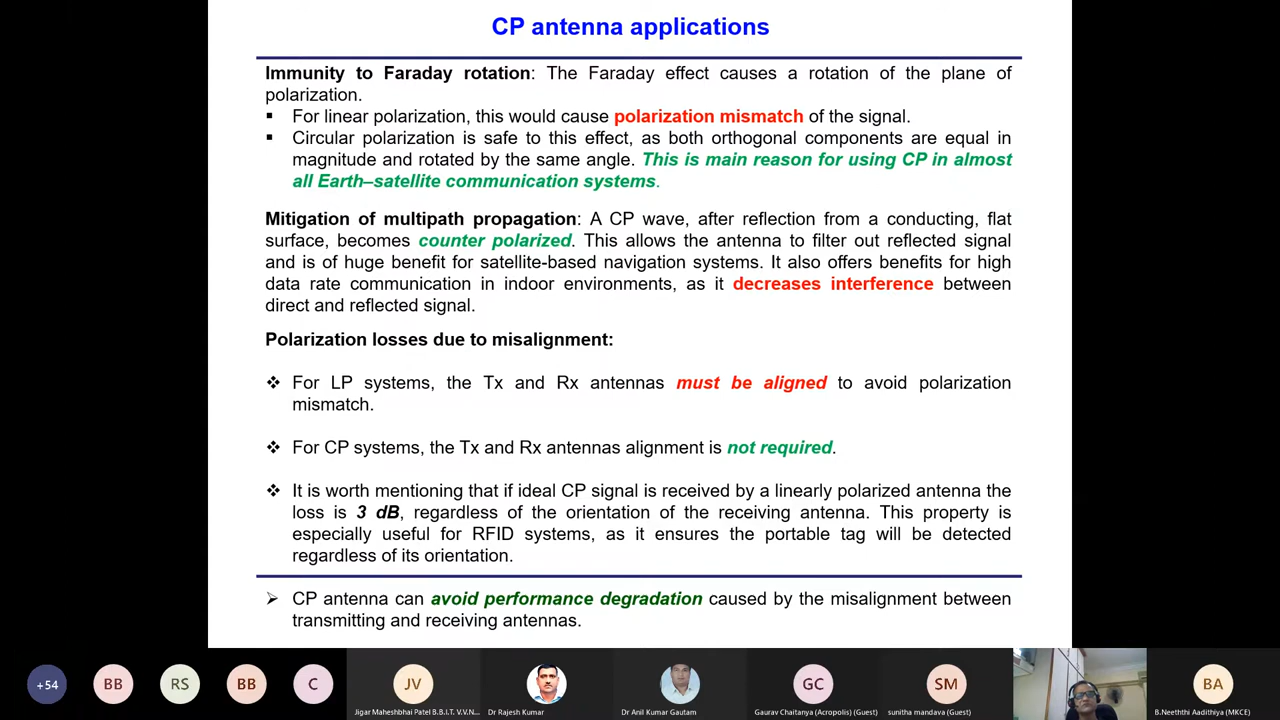 CP antenna applications
Immunity to Faraday rotation: The Faraday effect causes a rotation of the plane of
polarization.
▪ For linear polarization, this would cause polarization mismatch of the signal.
▪ Circular polarization is safe to this effect, as both orthogonal components are equal in
magnitude and rotated by the same angle. This is main reason for using CP in almost
all Earth–satellite communication systems.
Mitigation of multipath propagation: A CP wave, after reflection from a conducting, flat
surface, becomes counter polarized. This allows the antenna to filter out reflected signal
and is of huge benefit for satellite-based navigation systems. It also offers benefits for high
data rate communication in indoor environments, as it decreases interference between
direct and reflected signal.
Polarization losses due to misalignment:
❖ For LP systems, the Tx and Rx antennas must be aligned to avoid polarization
mismatch.
❖ For CP systems, the Tx and Rx antennas alignment is not required.
❖ It is worth mentioning that if ideal CP signal is received by a linearly polarized antenna the
loss is 3 dB, regardless of the orientation of the receiving antenna. This property is
especially useful for RFID systems, as it ensures the portable tag will be detected
regardless of its orientation.
➢ CP antenna can avoid performance degradation caused by the misalignment between
transmitting and receiving antennas.
+54 BB RS BB C JV GC SM BA
Jigar Maheshbhai Patel B.B.I.T. V.V.N... Dr Rajesh Kumar Dr Anil Kumar Gautam Gaurav Chaitanya (Acropolis) (Guest) sunitha mandava (Guest) B.Neeththi Aadithiya (MKCE)